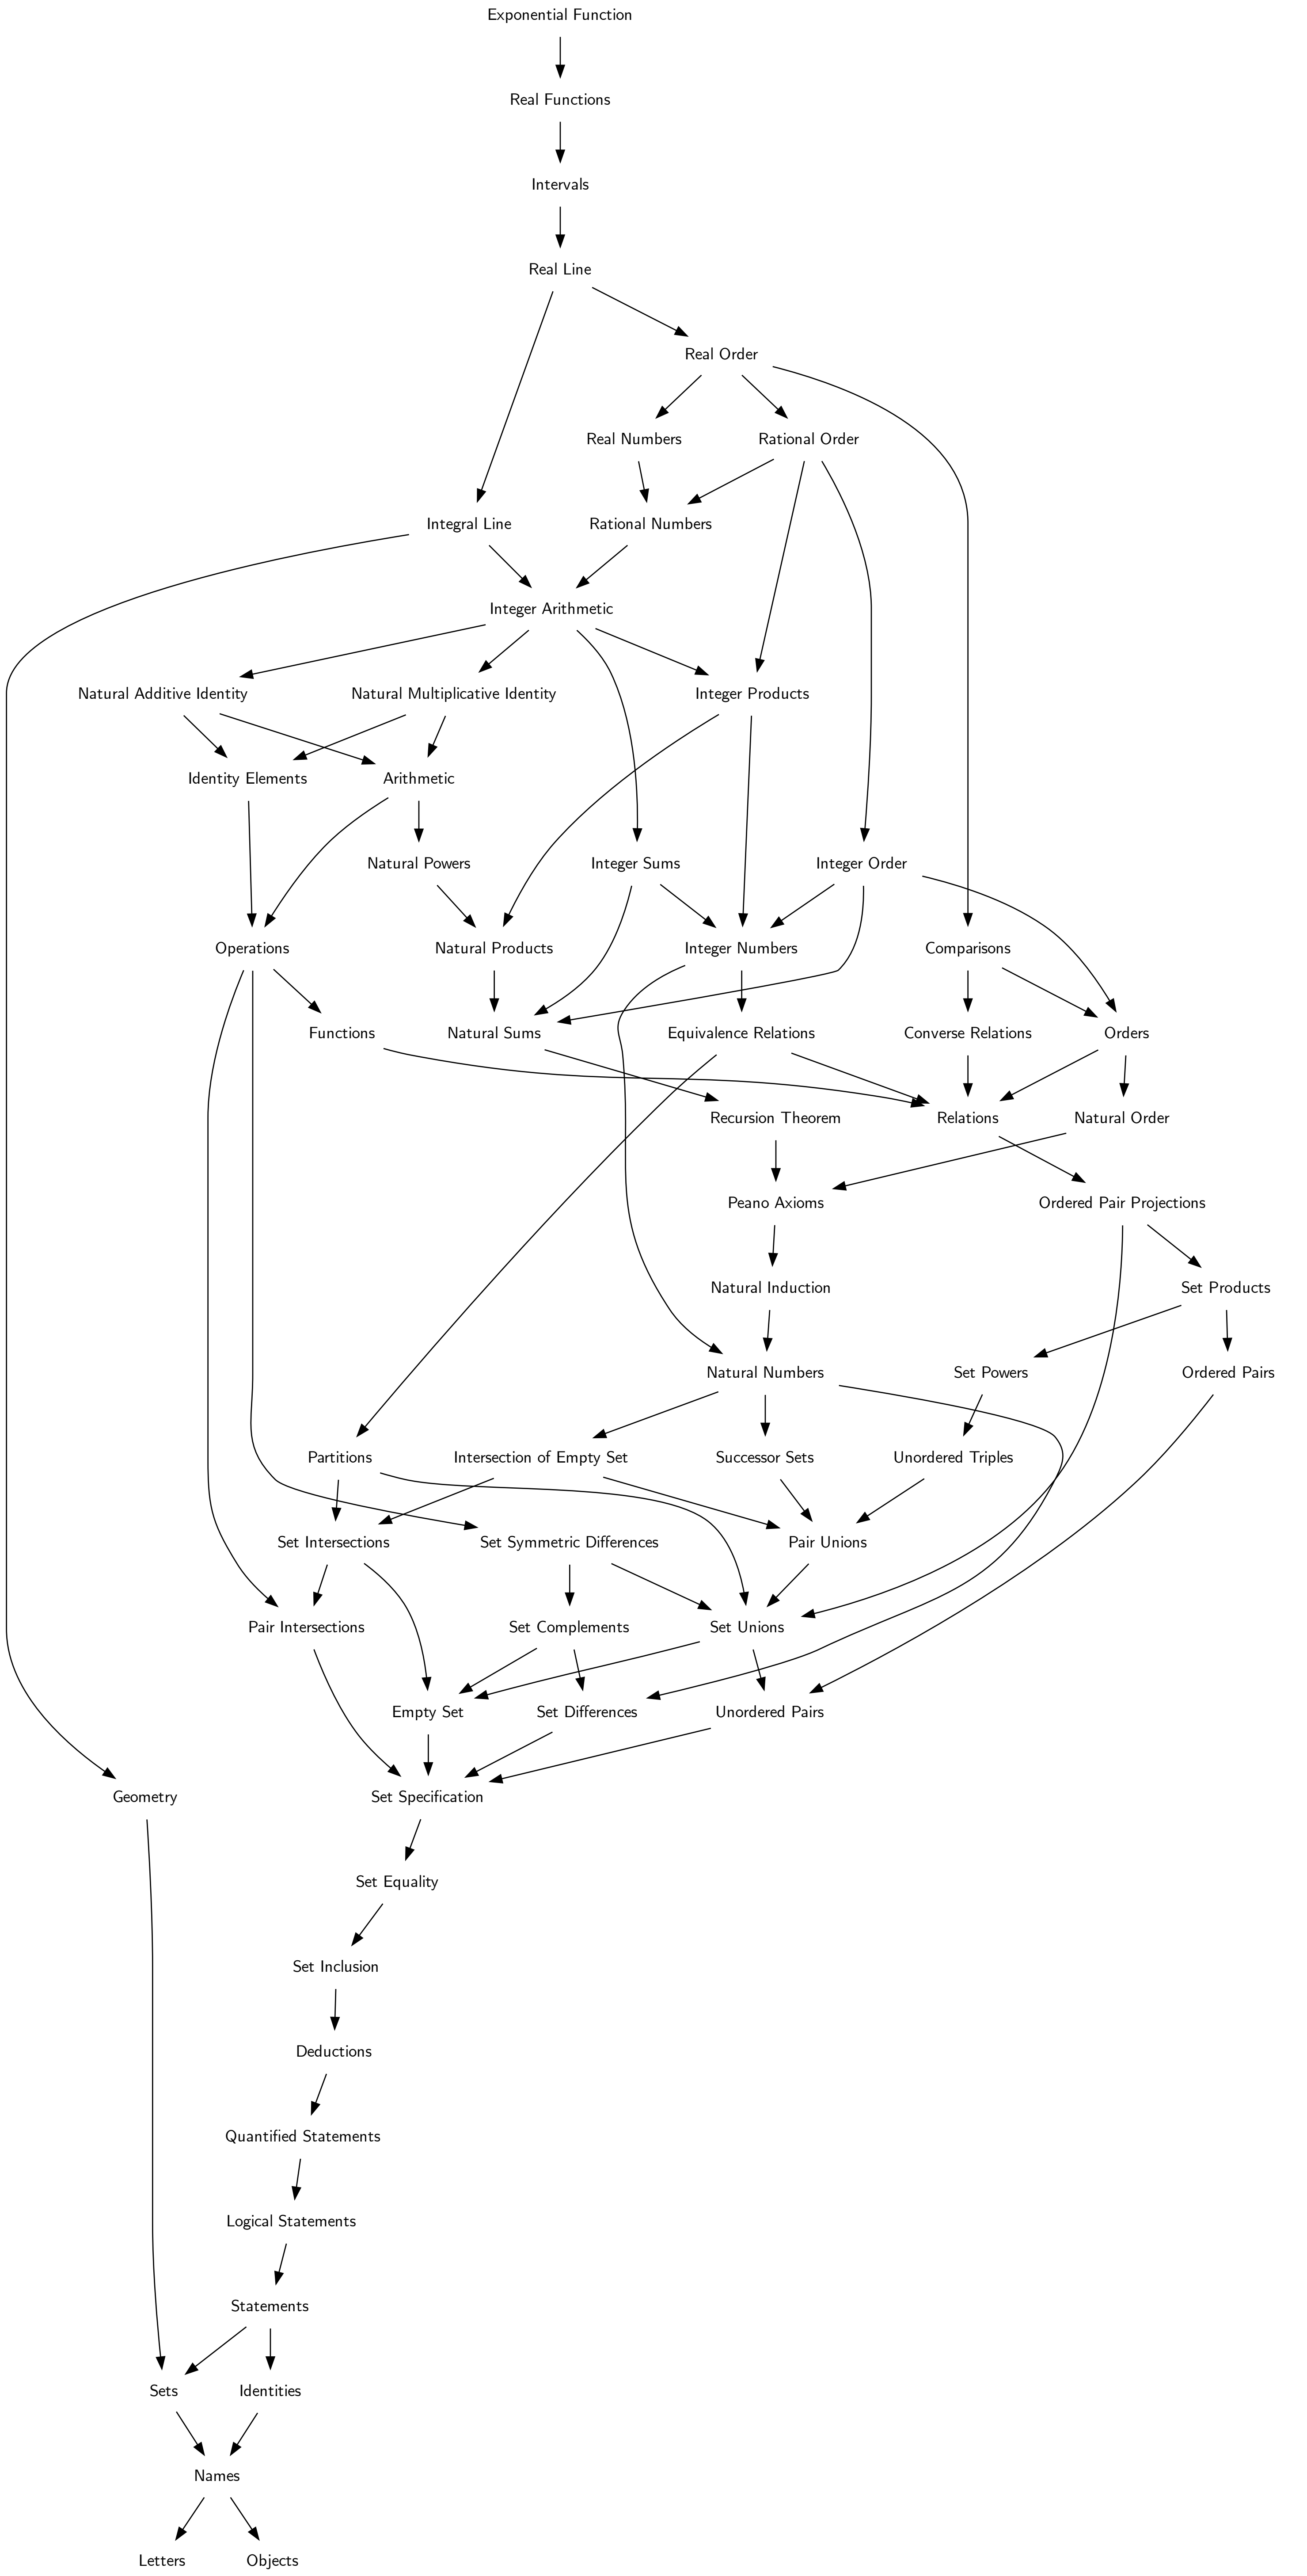 Exponential Function
Real Functions
Intervals
Real Line
Real Order
Real Numbers
Rational Order
Integral Line
Rational Numbers
Integer Arithmetic
Natural Additive Identity
Natural Multiplicative Identity
Integer Products
Identity Elements
Arithmetic
Natural Powers
Integer Sums
Integer Order
Operations
Natural Products
Integer Numbers
Comparisons
Functions
Natural Sums
Equivalence Relations
Converse Relations
Orders
Recursion Theorem
Relations
Natural Order
Peano Axioms
Ordered Pair Projections
Natural Induction
Set Products
Natural Numbers
Set Powers
Ordered Pairs
Partitions
Intersection of Empty Set
Successor Sets
Unordered Triples
Set Intersections
Set Symmetric Differences
Pair Unions
Pair Intersections
Set Complements
Set Unions
Empty Set
Set Differences
Unordered Pairs
Geometry
Set Specification
Set Equality
Set Inclusion
Deductions
Quantified Statements
Logical Statements
Statements
Sets
Identities
Names
Letters
Objects